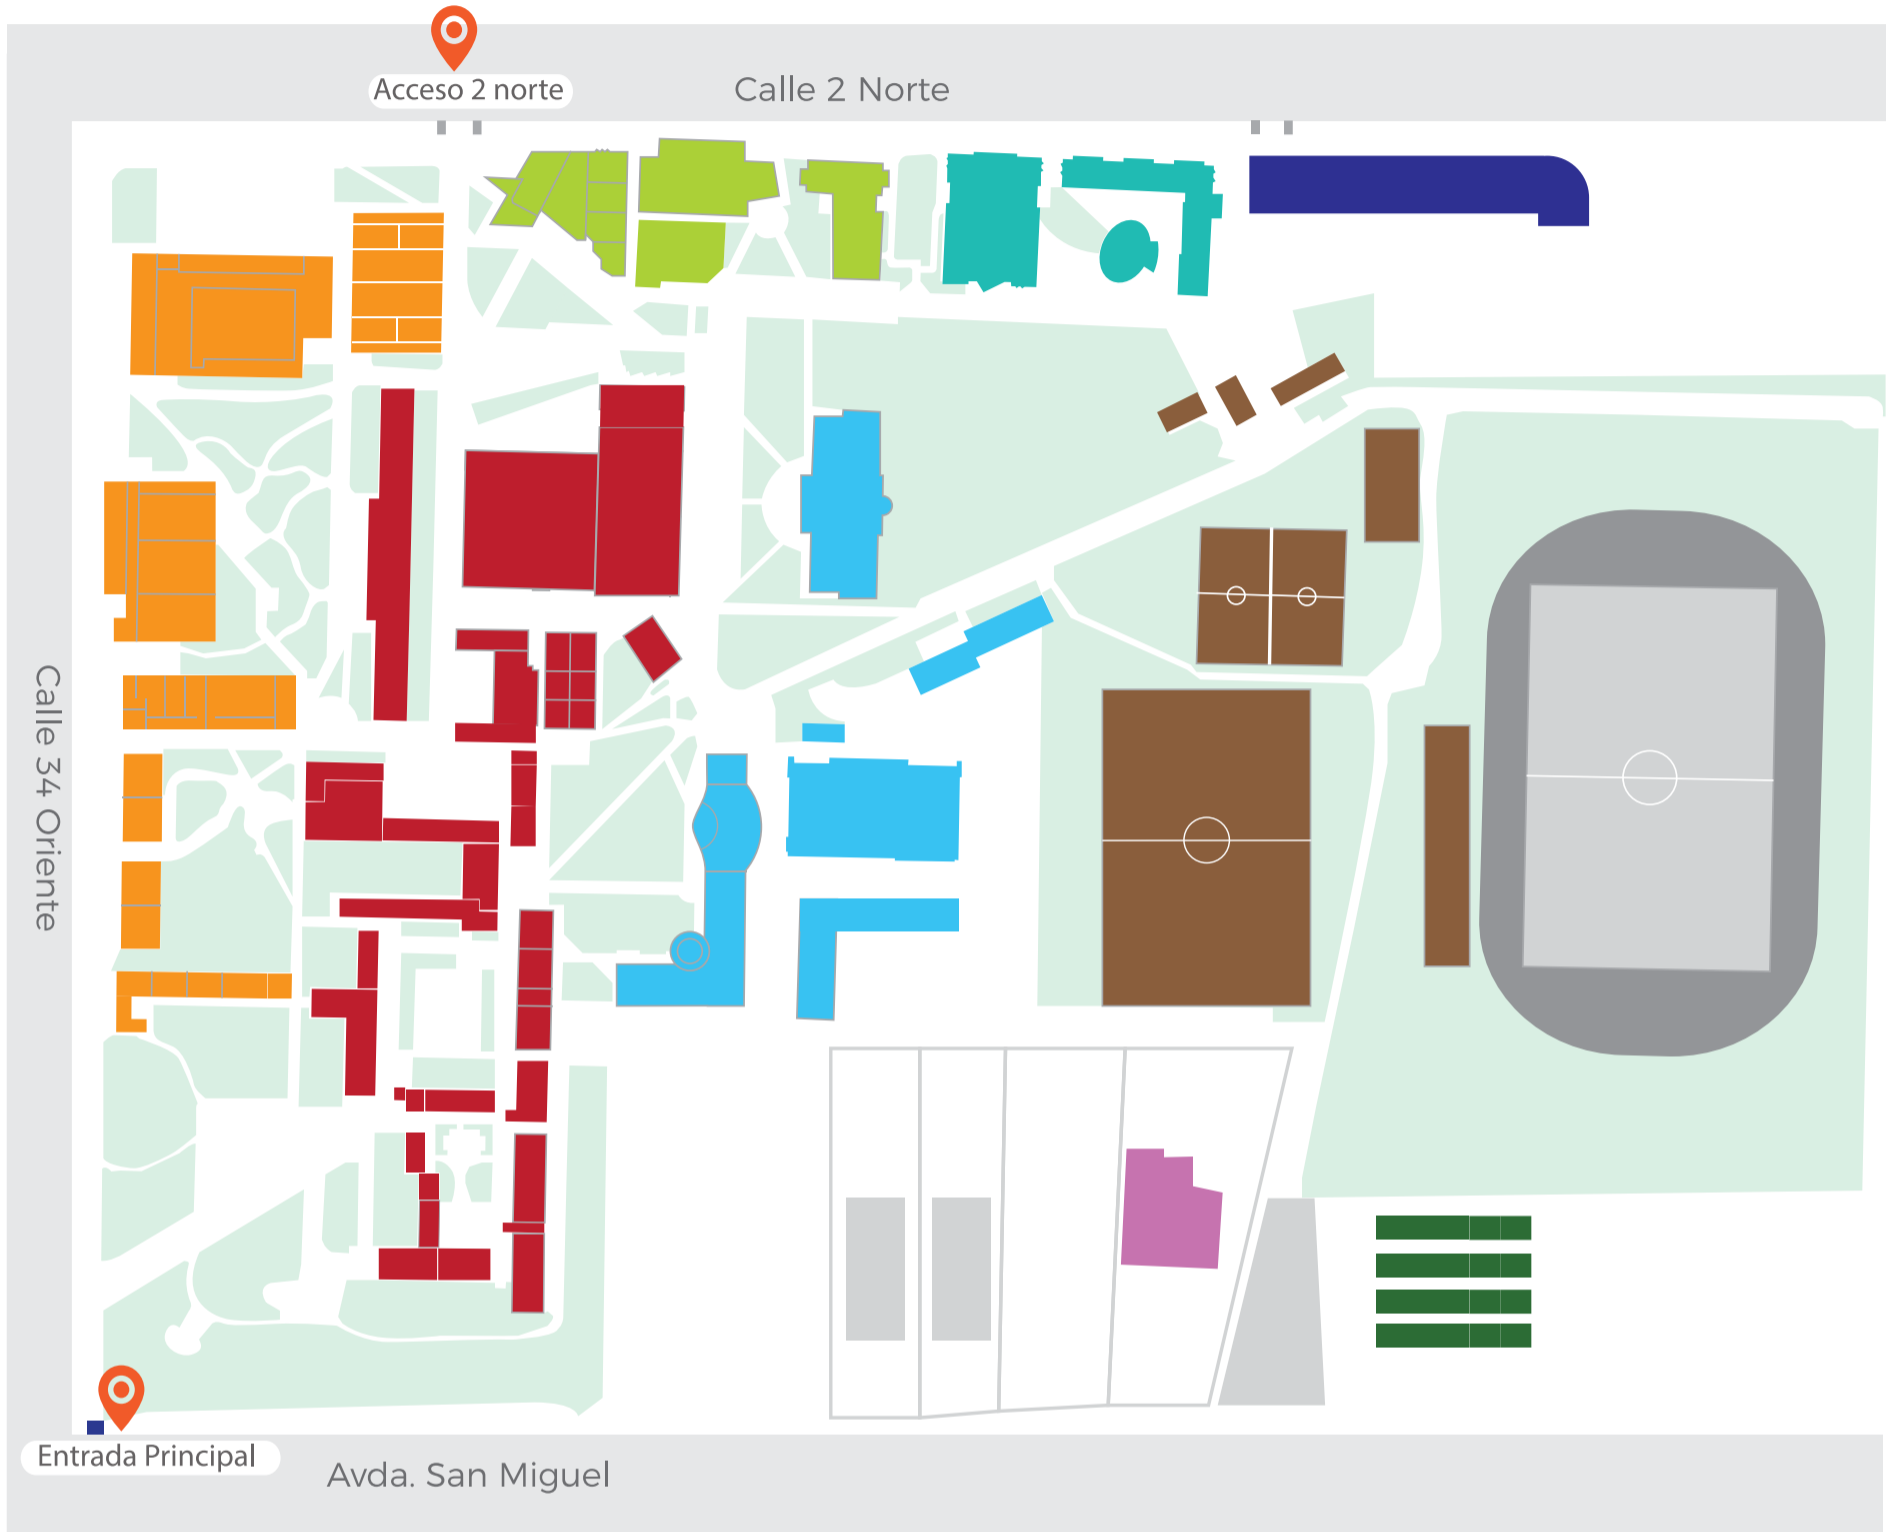 Acceso 2 norte
Calle 2 Norte
Calle 34 Oriente
Entrada Principal
Avda. San Miguel